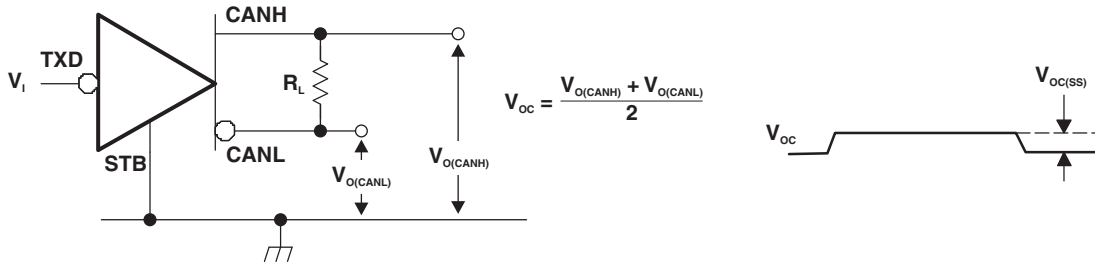 CANH
TXD
V_I
R_L
V_OC = (V_O(CANH) + V_O(CANL)) / 2
V_OC(SS)
V_OC
CANL
STB
V_O(CANL)
V_O(CANH)